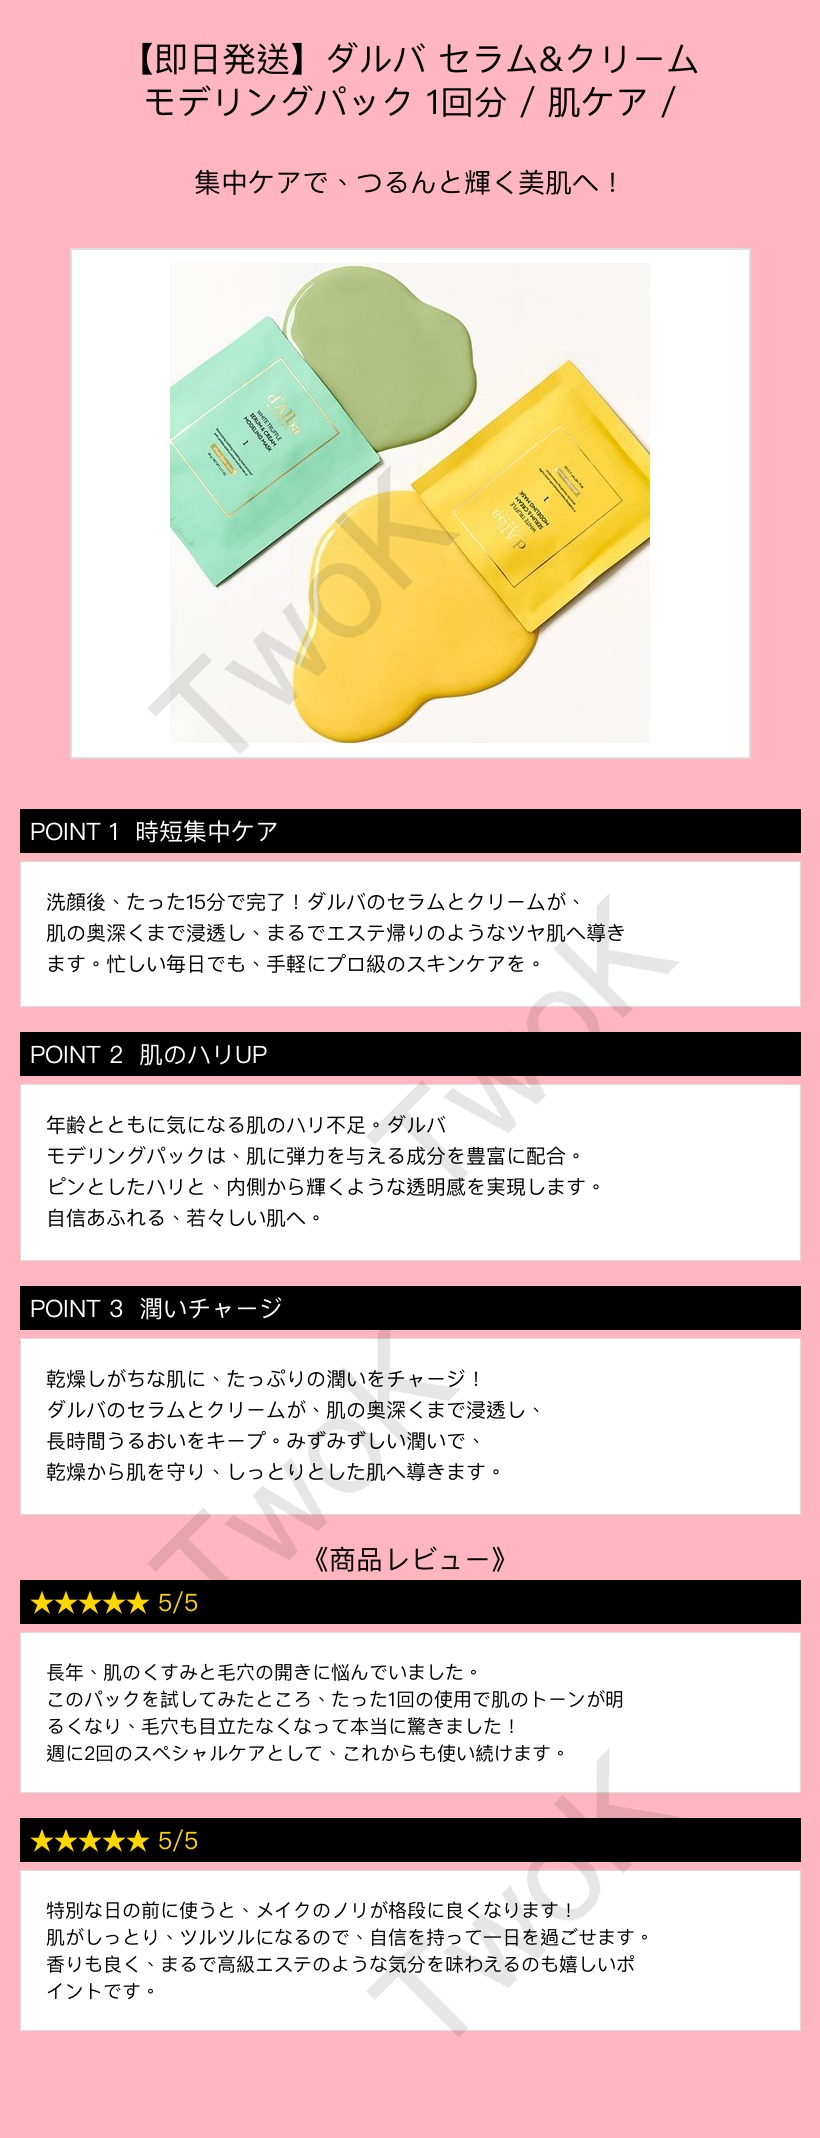 【即日発送】ダルバ セラム&クリーム
モデリングパック 1回分 / 肌ケア /
集中ケアで、つるんと輝く美肌へ！
d'Alba
WHITE TRUFFLE
SERUM & CREAM
MODELING MASK
1
d'Alba
WHITE TRUFFLE
SERUM & CREAM
MODELING MASK
1
TwoK
POINT 1 時短集中ケア
洗顔後、たった15分で完了！ダルバのセラムとクリームが、
肌の奥深くまで浸透し、まるでエステ帰りのようなツヤ肌へ導き
ます。忙しい毎日でも、手軽にプロ級のスキンケアを。
TwoK
POINT 2 肌のハリUP
年齢とともに気になる肌のハリ不足。ダルバ
モデリングパックは、肌に弾力を与える成分を豊富に配合。
ピンとしたハリと、内側から輝くような透明感を実現します。
自信あふれる、若々しい肌へ。
POINT 3 潤いチャージ
乾燥しがちな肌に、たっぷりの潤いをチャージ！
ダルバのセラムとクリームが、肌の奥深くまで浸透し、
長時間うるおいをキープ。みずみずしい潤いで、
乾燥から肌を守り、しっとりとした肌へ導きます。
TwoK
《商品レビュー》
★★★★★ 5/5
長年、肌のくすみと毛穴の開きに悩んでいました。
このパックを試してみたところ、たった1回の使用で肌のトーンが明
るくなり、毛穴も目立たなくなって本当に驚きました！
週に2回のスペシャルケアとして、これからも使い続けます。
★★★★★ 5/5
特別な日の前に使うと、メイクのノリが格段に良くなります！
肌がしっとり、ツルツルになるので、自信を持って一日を過ごせます。
香りも良く、まるで高級エステのような気分を味わえるのも嬉しいポ
イントです。
TwoK